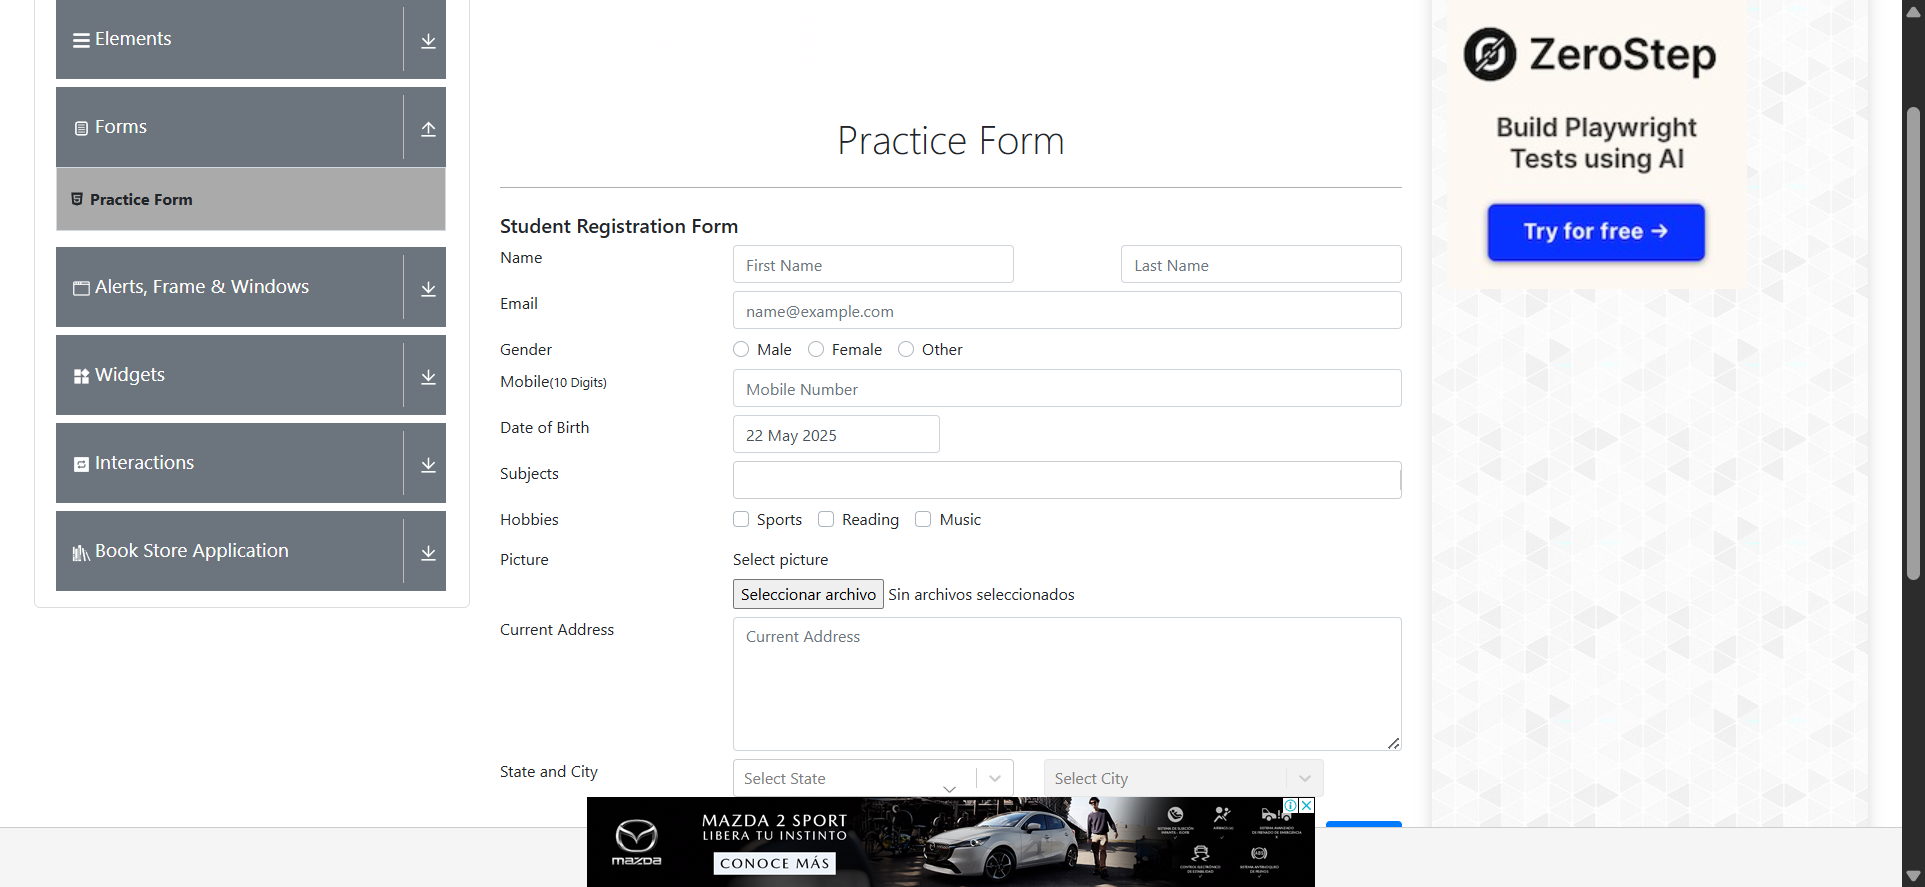 Elements
Forms
Practice Form
Alerts, Frame & Windows
Widgets
Interactions
Book Store Application
Practice Form
Student Registration Form
Name
First Name
Last Name
Email
name@example.com
Gender
Male
Female
Other
Mobile(10 Digits)
Mobile Number
Date of Birth
22 May 2025
Subjects
Hobbies
Sports
Reading
Music
Picture
Select picture
Seleccionar archivo Sin archivos seleccionados
Current Address
Current Address
State and City
Select State
Select City
ZeroStep
Build Playwright
Tests using AI
Try for free →
mazda
MAZDA 2 SPORT
LIBERA TU INSTINTO
CONOCE MÁS